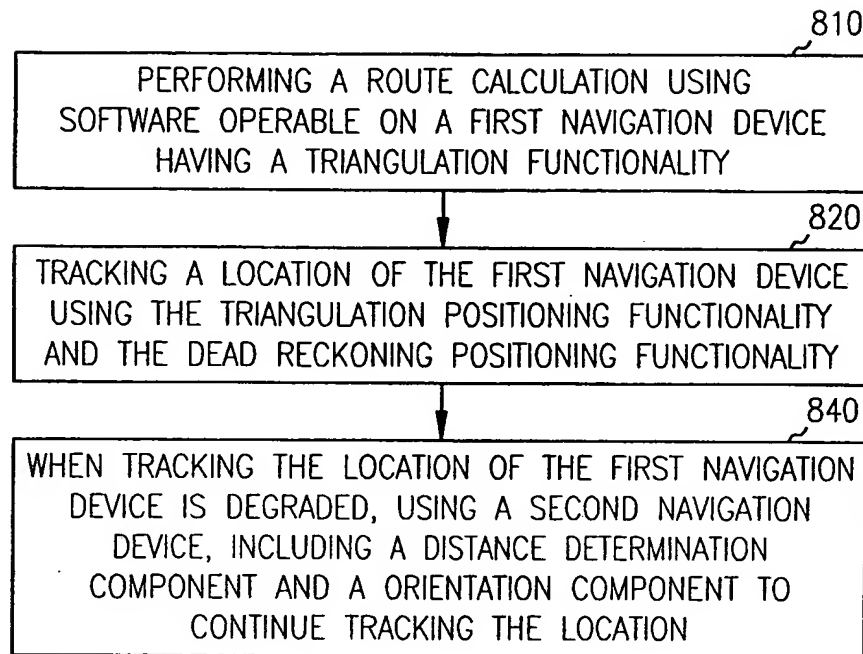 810
PERFORMING A ROUTE CALCULATION USING
SOFTWARE OPERABLE ON A FIRST NAVIGATION DEVICE
HAVING A TRIANGULATION FUNCTIONALITY
820
TRACKING A LOCATION OF THE FIRST NAVIGATION DEVICE
USING THE TRIANGULATION POSITIONING FUNCTIONALITY
AND THE DEAD RECKONING POSITIONING FUNCTIONALITY
840
WHEN TRACKING THE LOCATION OF THE FIRST NAVIGATION
DEVICE IS DEGRADED, USING A SECOND NAVIGATION
DEVICE, INCLUDING A DISTANCE DETERMINATION
COMPONENT AND A ORIENTATION COMPONENT TO
CONTINUE TRACKING THE LOCATION